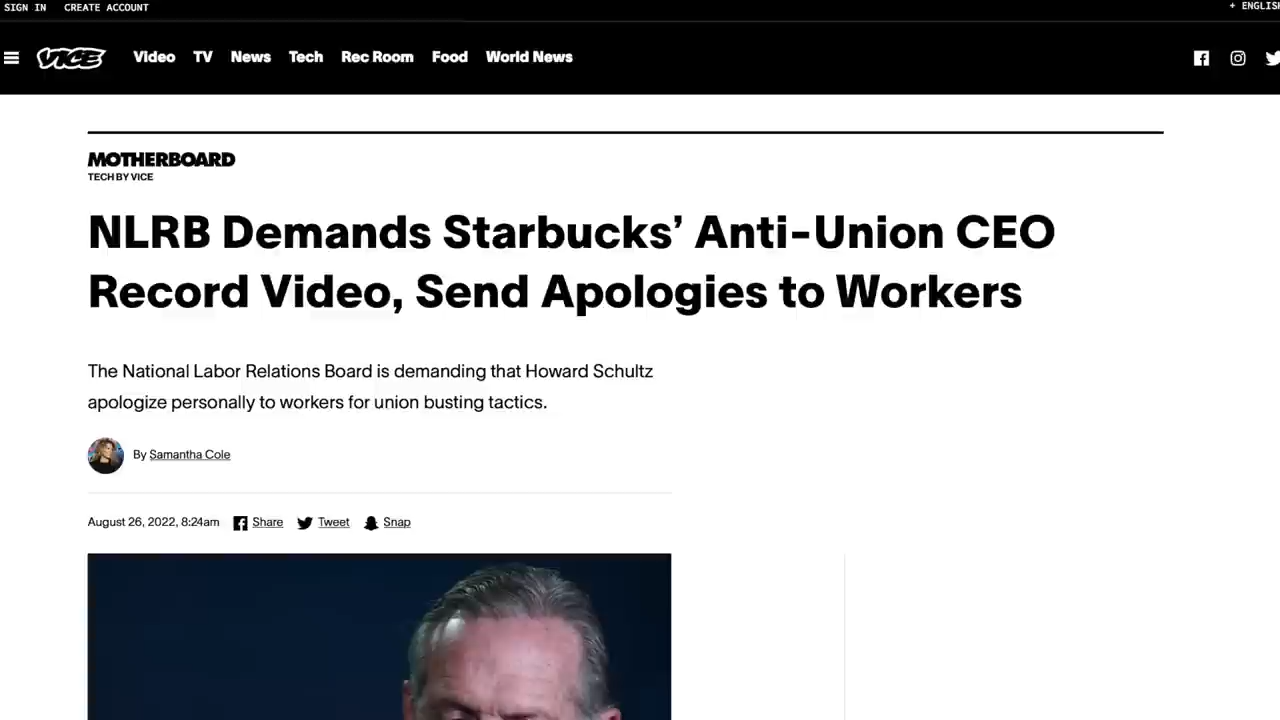 SIGN IN CREATE ACCOUNT + ENGLISH
VICE Video TV News Tech Rec Room Food World News
MOTHERBOARD
TECH BY VICE
NLRB Demands Starbucks’ Anti-Union CEO
Record Video, Send Apologies to Workers
The National Labor Relations Board is demanding that Howard Schultz
apologize personally to workers for union busting tactics.
By Samantha Cole
August 26, 2022, 8:24am Share Tweet Snap